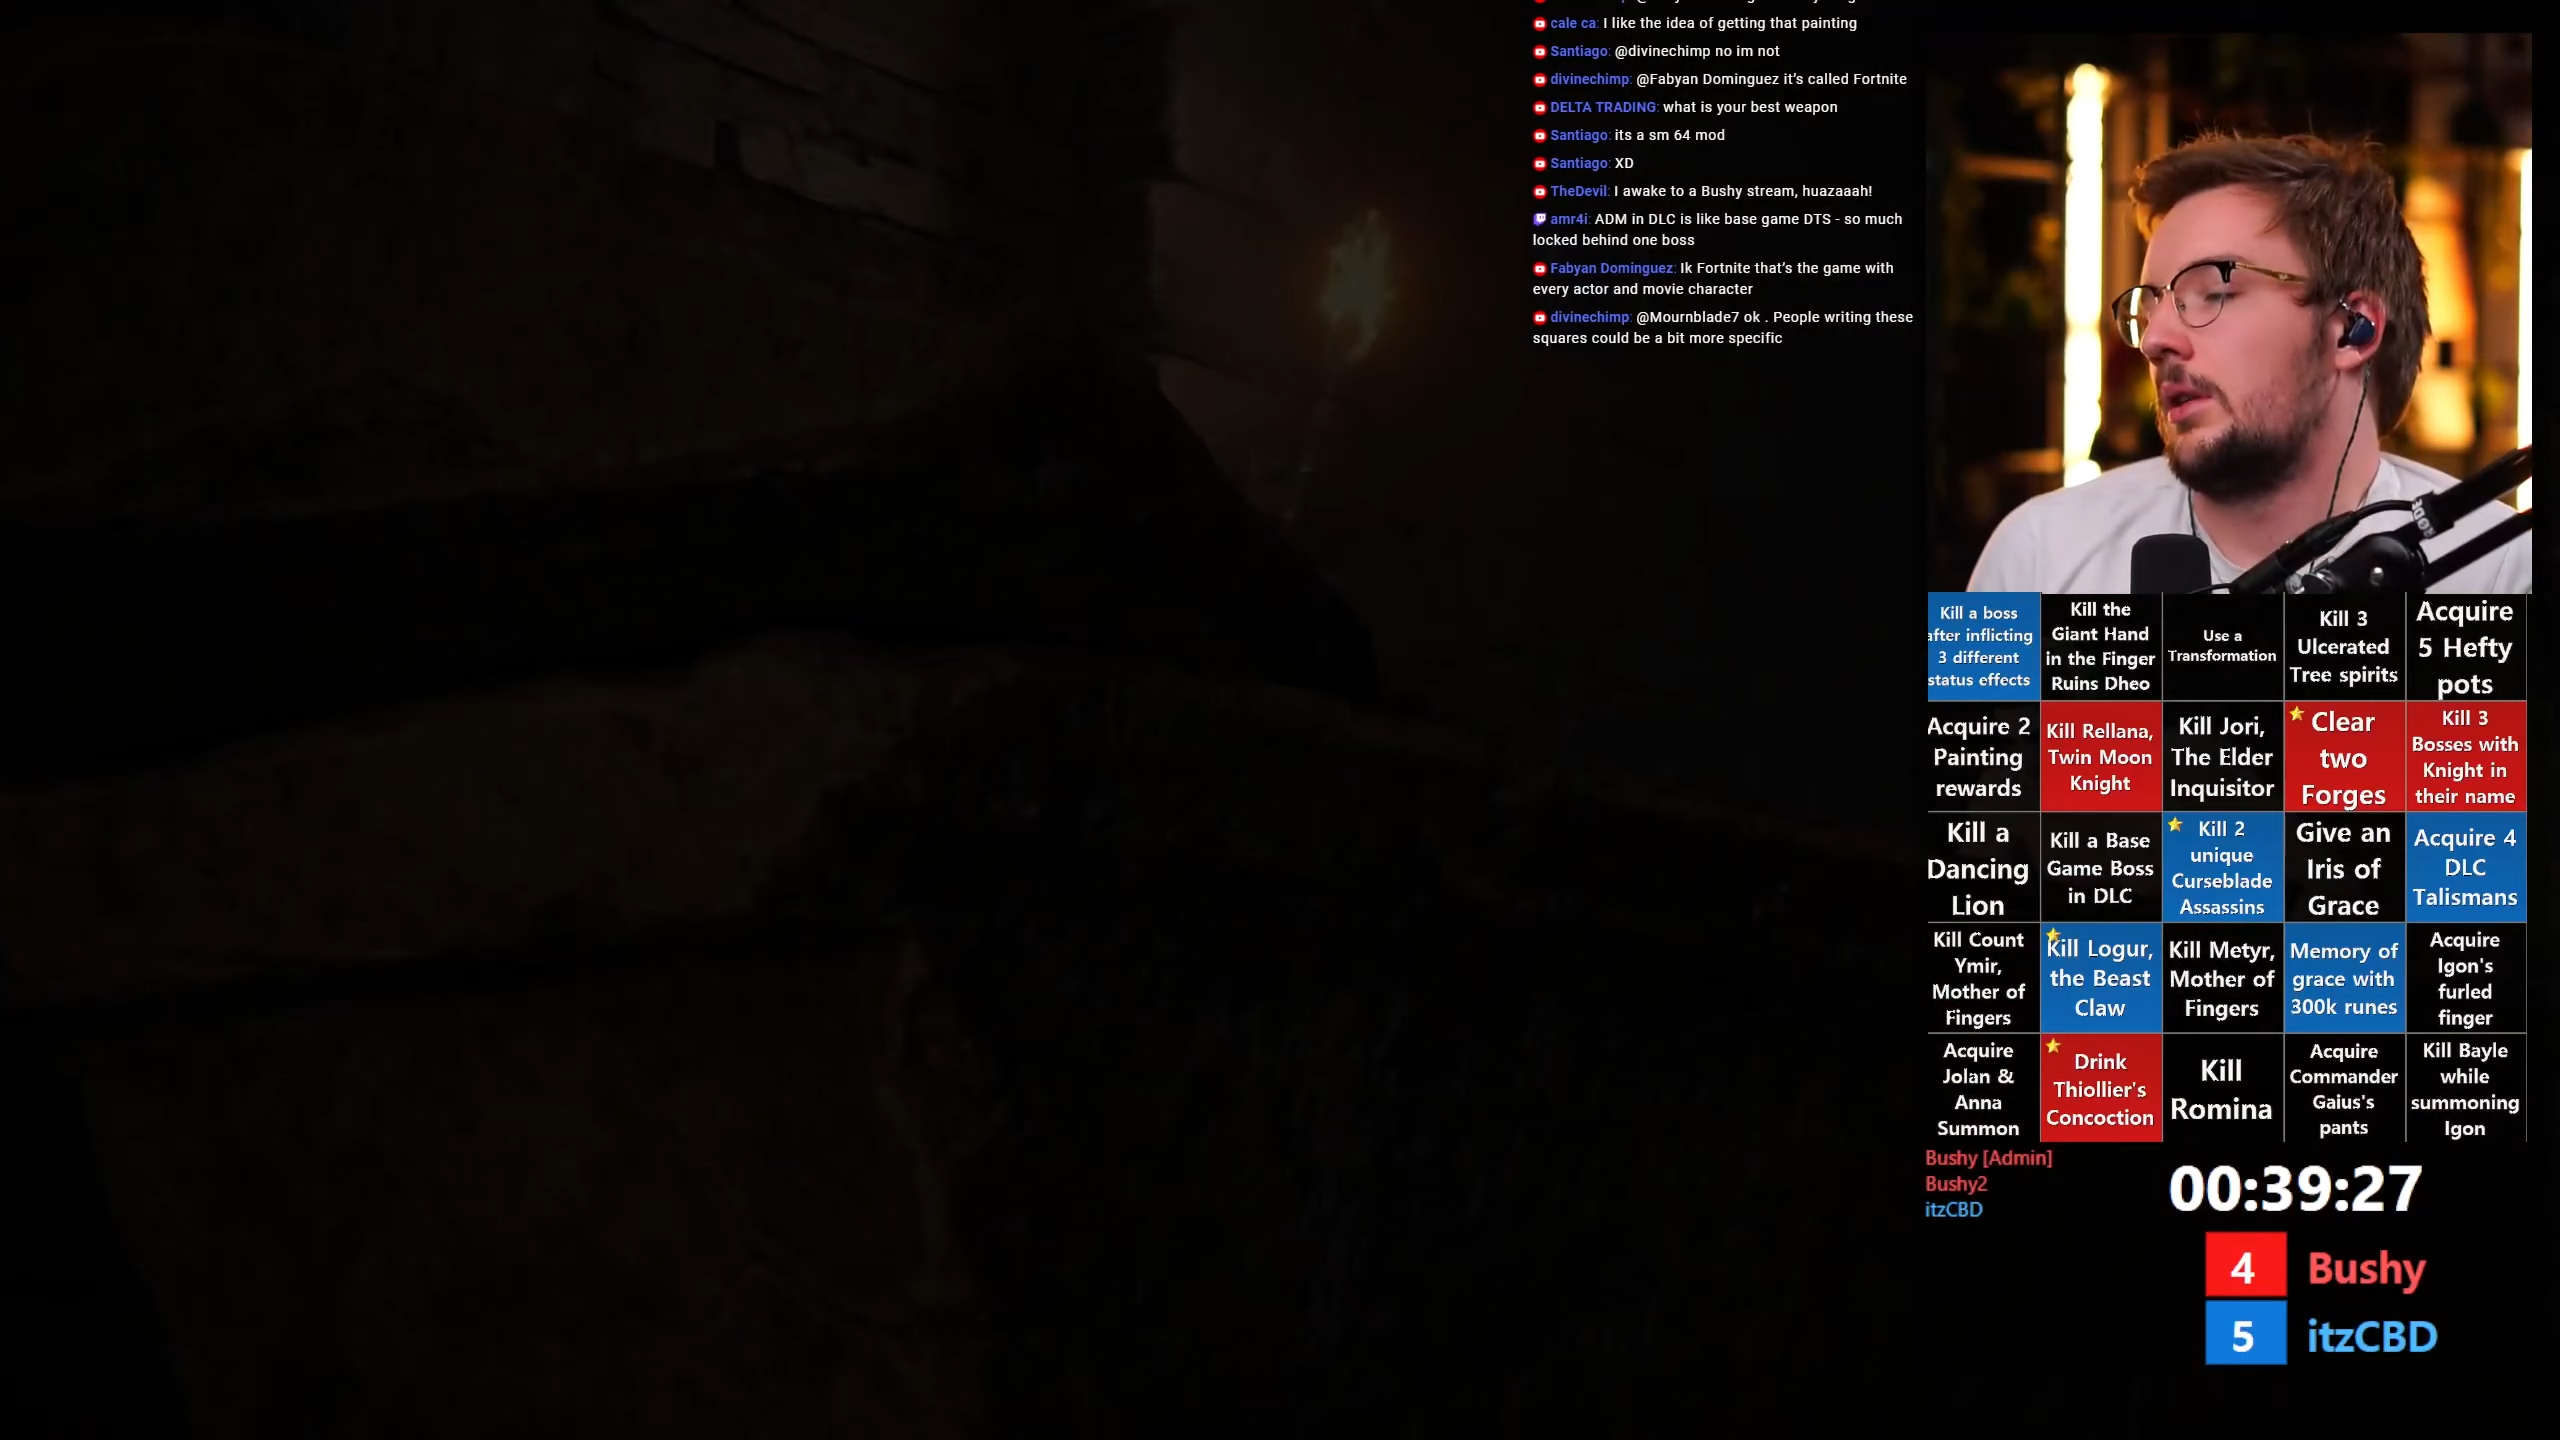 cale ca: I like the idea of getting that painting
Santiago: @divinechimp no im not
divinechimp: @Fabyan Dominguez it’s called Fortnite
DELTA TRADING: what is your best weapon
Santiago: its a sm 64 mod
Santiago: XD
TheDevil: I awake to a Bushy stream, huazaaah!
amr4i: ADM in DLC is like base game DTS - so much
locked behind one boss
Fabyan Dominguez: Ik Fortnite that’s the game with
every actor and movie character
divinechimp: @Mournblade7 ok . People writing these
squares could be a bit more specific
RODE
Kill a boss
after inflicting
3 different
status effects
Kill the
Giant Hand
in the Finger
Ruins Dheo
Use a
Transformation
Kill 3
Ulcerated
Tree spirits
Acquire
5 Hefty
pots
Acquire 2
Painting
rewards
Kill Rellana,
Twin Moon
Knight
Kill Jori,
The Elder
Inquisitor
Clear
two
Forges
Kill 3
Bosses with
Knight in
their name
Kill a
Dancing
Lion
Kill a Base
Game Boss
in DLC
Kill 2
unique
Curseblade
Assassins
Give an
Iris of
Grace
Acquire 4
DLC
Talismans
Kill Count
Ymir,
Mother of
Fingers
Kill Logur,
the Beast
Claw
Kill Metyr,
Mother of
Fingers
Memory of
grace with
300k runes
Acquire
Igon's
furled
finger
Acquire
Jolan &
Anna
Summon
Drink
Thiollier's
Concoction
Kill
Romina
Acquire
Commander
Gaius's
pants
Kill Bayle
while
summoning
Igon
Bushy [Admin]
Bushy2
itzCBD
00:39:27
4 Bushy
5 itzCBD